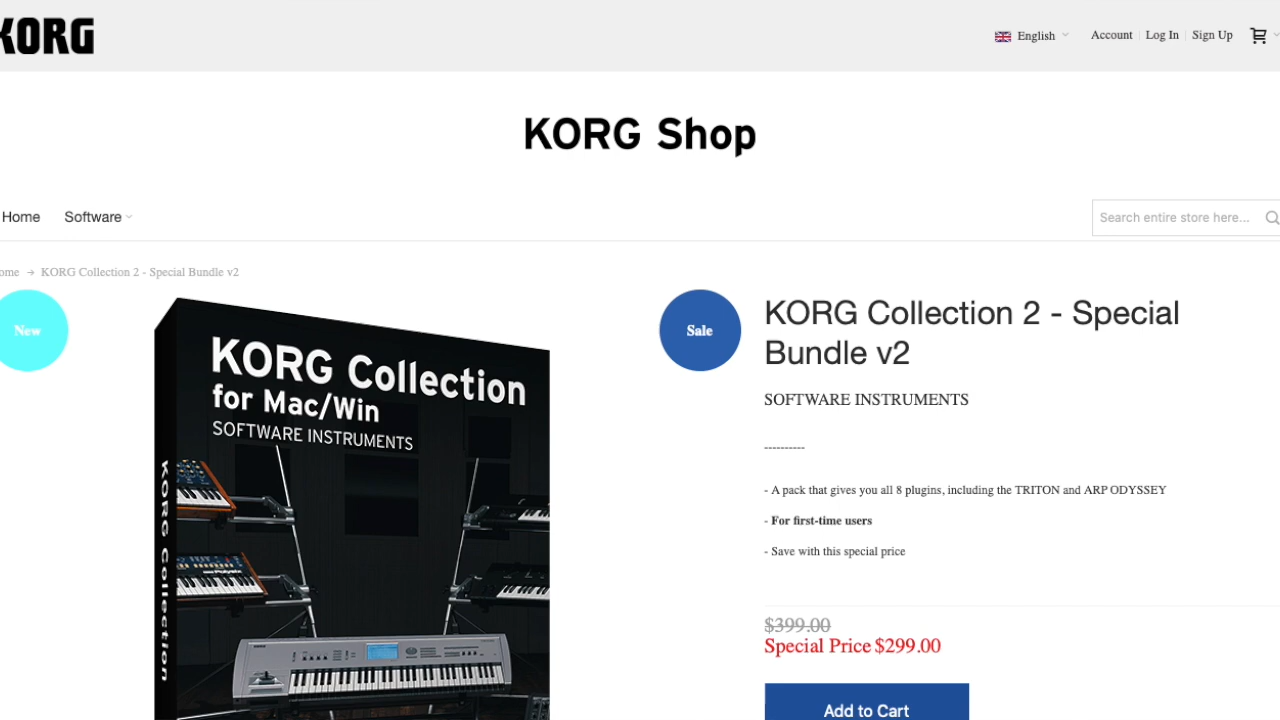 KORG
English
Account
Log In
Sign Up
KORG Shop
Home
Software
Search entire store here...
ome → KORG Collection 2 - Special Bundle v2
New
Sale
KORG Collection
for Mac/Win
SOFTWARE INSTRUMENTS
KORG Collection
KORG Collection 2 - Special
Bundle v2
SOFTWARE INSTRUMENTS
----------
- A pack that gives you all 8 plugins, including the TRITON and ARP ODYSSEY
- For first-time users
- Save with this special price
$399.00
Special Price $299.00
Add to Cart